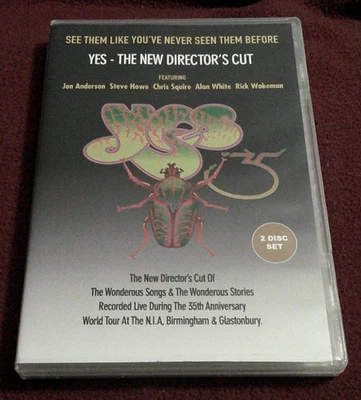 SEE THEM LIKE YOU'VE NEVER SEEN THEM BEFORE
YES - THE NEW DIRECTOR'S CUT
FEATURING
Jon Anderson Steve Howe Chris Squire Alan White Rick Wakeman
Yes
35
2 DISC
SET
The New Director's Cut Of
The Wonderous Songs & The Wonderous Stories
Recorded Live During The 35th Anniversary
World Tour At The N.I.A, Birmingham & Glastonbury.